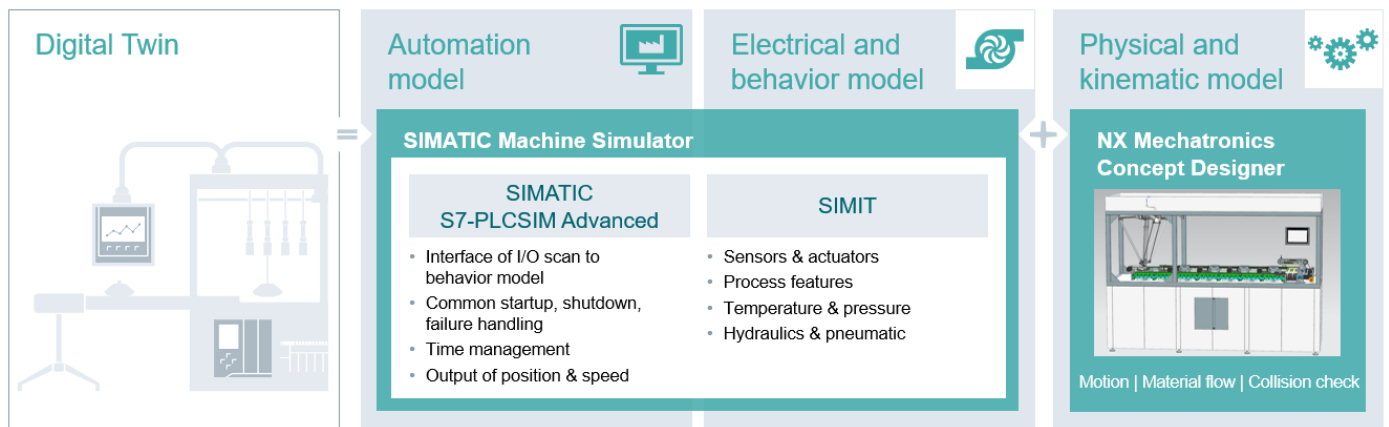 Digital Twin
=
Automation
model
Electrical and
behavior model
+
Physical and
kinematic model
SIMATIC Machine Simulator
SIMATIC
S7-PLCSIM Advanced
• Interface of I/O scan to
behavior model
• Common startup, shutdown,
failure handling
• Time management
• Output of position & speed
SIMIT
• Sensors & actuators
• Process features
• Temperature & pressure
• Hydraulics & pneumatic
NX Mechatronics
Concept Designer
Motion | Material flow | Collision check